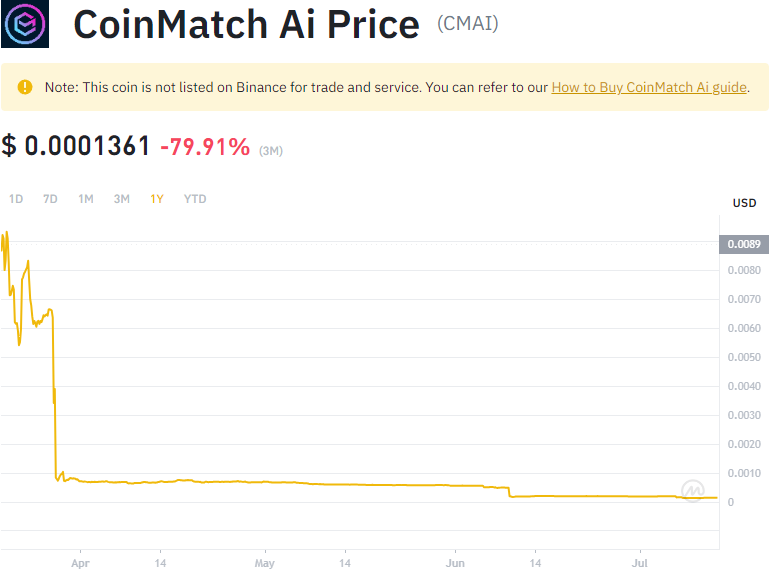 CoinMatch Ai Price (CMAI)
Note: This coin is not listed on Binance for trade and service. You can refer to our How to Buy CoinMatch Ai guide.
$ 0.0001361 -79.91% (3M)
1D 7D 1M 3M 1Y YTD
USD
0.0089
0.0080
0.0070
0.0060
0.0050
0.0040
0.0030
0.0020
0.0010
0
Apr 14 May 14 Jun 14 Jul